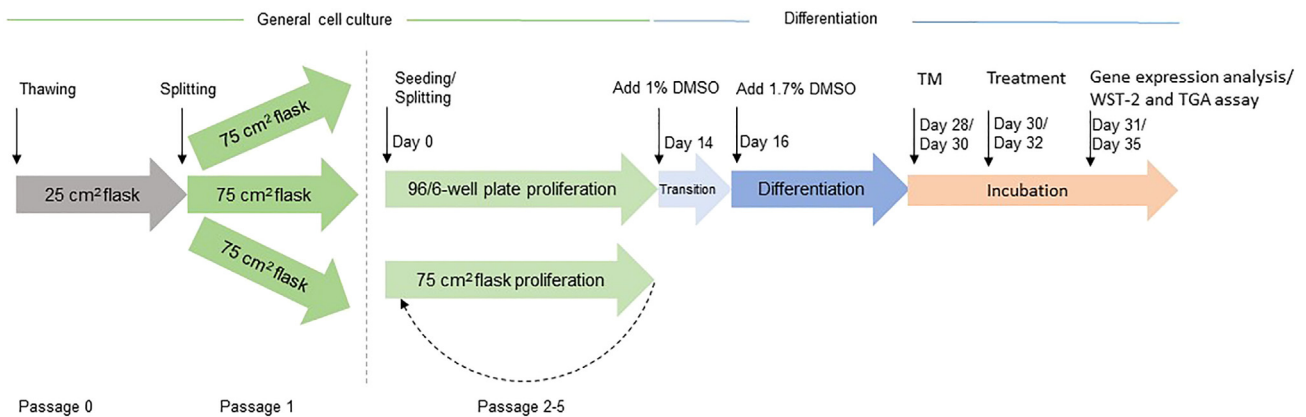 General cell culture
Differentiation
Thawing
Splitting
Seeding/
Splitting
Day 0
Add 1% DMSO
Day 14
Add 1.7% DMSO
Day 16
TM
Day 28/
Day 30
Treatment
Day 30/
Day 32
Gene expression analysis/
WST-2 and TGA assay
Day 31/
Day 35
25 cm² flask
75 cm² flask
75 cm² flask
75 cm² flask
96/6-well plate proliferation
Transition
Differentiation
Incubation
75 cm² flask proliferation
Passage 0
Passage 1
Passage 2-5